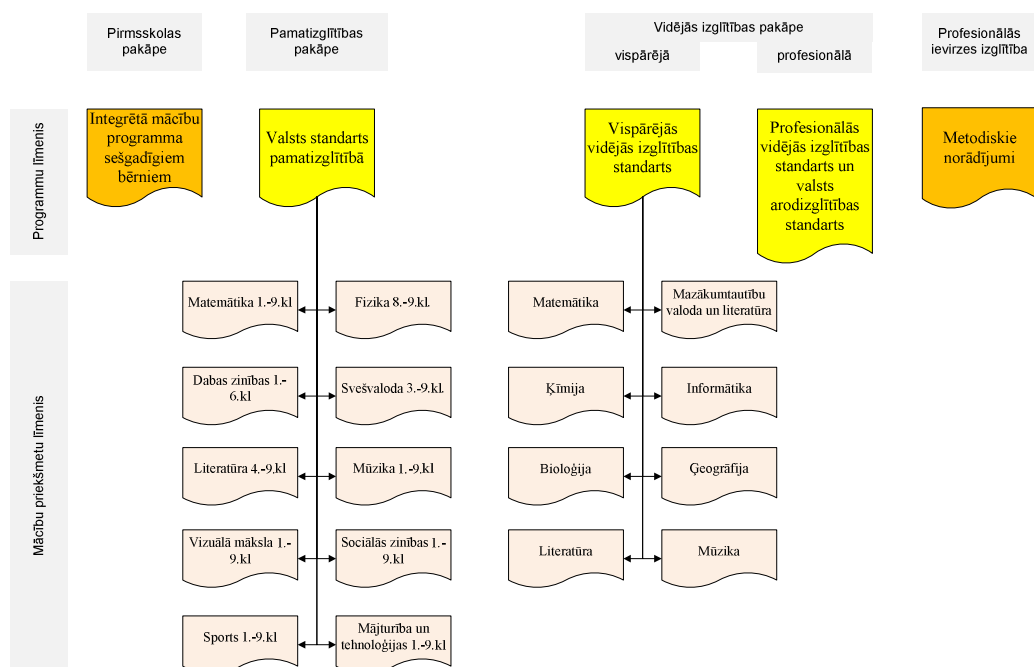 Pirmsskolas
pakāpe
Pamatizglītības
pakāpe
Vidējās izglītības pakāpe
vispārējā
profesionālā
Profesionālās
ievirzes izglītība
Programmu līmenis
Integrētā mācību
programma
sešgadīgiem
bērniem
Valsts standarts
pamatizglītībā
Vispārējās
vidējās izglītības
standarts
Profesionālās
vidējās izglītības
standarts un
valsts
arodizglītības
standarts
Metodiskie
norādījumi
Mācību priekšmetu līmenis
Matemātika 1.-9.kl
Fizika 8.-9.kl.
Matemātika
Mazākumtautību
valoda un literatūra
Dabas zinības 1.-
6.kl
Svešvaloda 3.-9.kl.
Ķīmija
Informātika
Literatūra 4.-9.kl
Mūzika 1.-9.kl
Bioloģija
Ģeogrāfija
Vizuālā māksla 1.-
9.kl
Sociālās zinības 1.-
9.kl
Literatūra
Mūzika
Sports 1.-9.kl
Mājturība un
tehnoloģijas 1.-9.kl